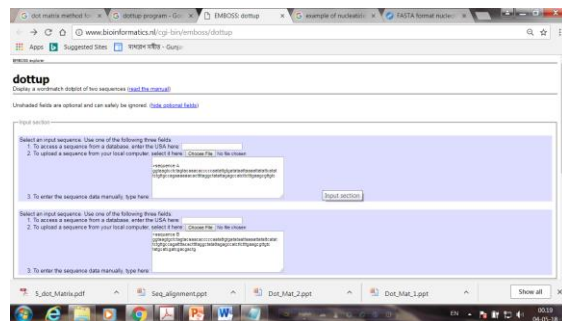 dot matrix method fo
dottup program - Go
EMBOSS: dottup
example of nucleotid
FASTA format nucleo
www.bioinformatics.nl/cgi-bin/emboss/dottup
Apps
Suggested Sites
EMBOSS explorer
dottup
Display a wordmatch dotplot of two sequences (read the manual)
Unshaded fields are optional and can safely be ignored. (hide optional fields)
Input section
Select an input sequence. Use one of the following three fields
1. To access a sequence from a database, enter the USA here:
2. To upload a sequence from your local computer, select it here: Choose File No file chosen
>sequence A
3. To enter the sequence data manually, type here:
Input section
Select an input sequence. Use one of the following three fields
1. To access a sequence from a database, enter the USA here:
2. To upload a sequence from your local computer, select it here: Choose File No file chosen
>sequence B
3. To enter the sequence data manually, type here:
5_dot_Matrix.pdf
Seq_alignment.ppt
Dot_Mat_2.ppt
Dot_Mat_1.ppt
Show all
EN
00:19
04-05-18